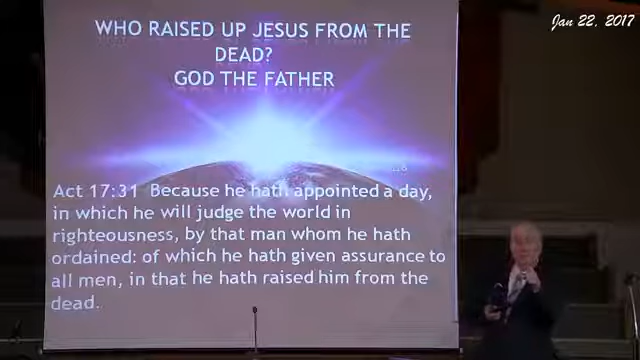 Jan 22, 2017
WHO RAISED UP JESUS FROM THE
DEAD?
GOD THE FATHER
Act 17:31 Because he hath appointed a day,
in which he will judge the world in
righteousness, by that man whom he hath
ordained: of which he hath given assurance to
all men, in that he hath raised him from the
dead.